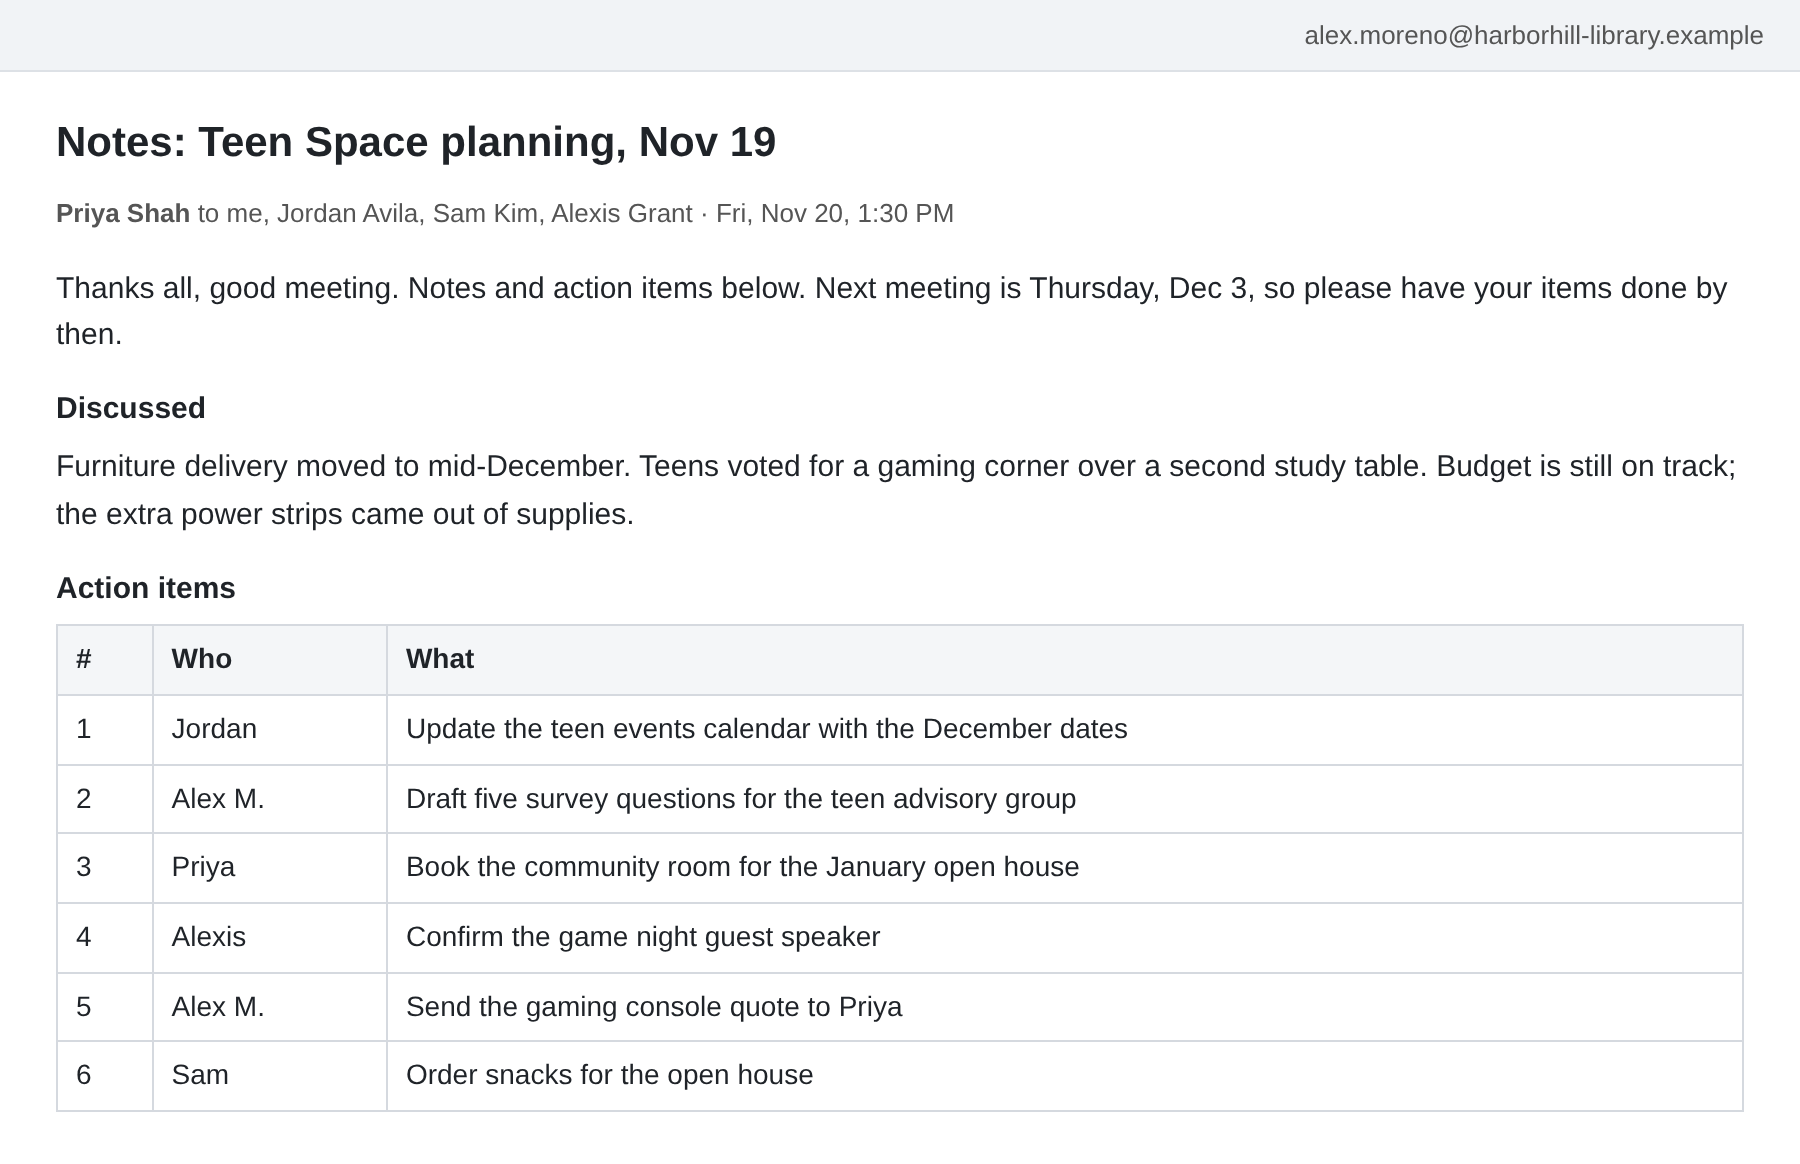 alex.moreno@harborhill-library.example
Notes: Teen Space planning, Nov 19
Priya Shah to me, Jordan Avila, Sam Kim, Alexis Grant · Fri, Nov 20, 1:30 PM
Thanks all, good meeting. Notes and action items below. Next meeting is Thursday, Dec 3, so please have your items done by
then.
Discussed
Furniture delivery moved to mid-December. Teens voted for a gaming corner over a second study table. Budget is still on track;
the extra power strips came out of supplies.
Action items
# Who What
1 Jordan Update the teen events calendar with the December dates
2 Alex M. Draft five survey questions for the teen advisory group
3 Priya Book the community room for the January open house
4 Alexis Confirm the game night guest speaker
5 Alex M. Send the gaming console quote to Priya
6 Sam Order snacks for the open house